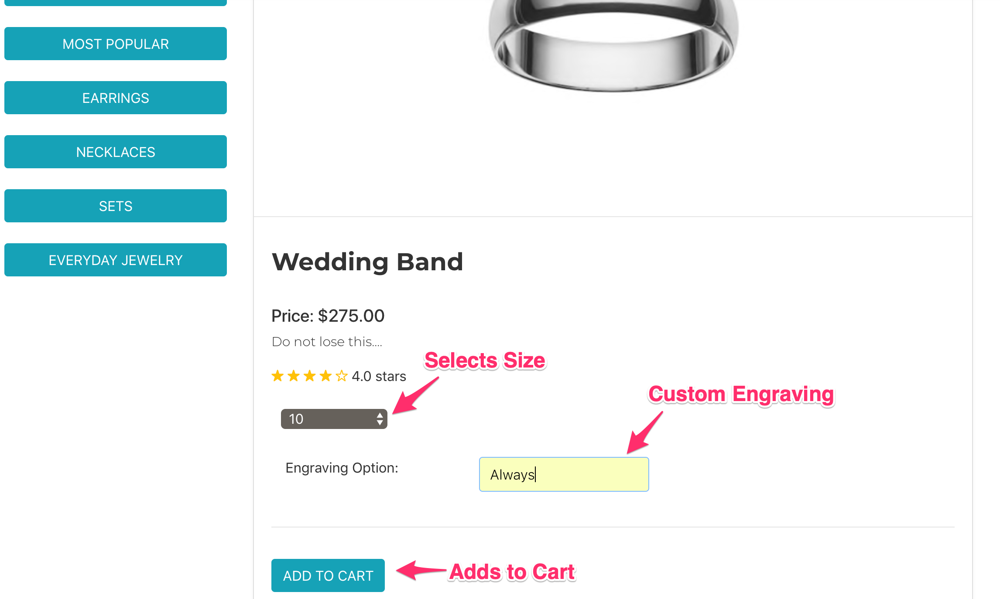 MOST POPULAR
EARRINGS
NECKLACES
SETS
EVERYDAY JEWELRY
Wedding Band
Price: $275.00
Do not lose this....
Selects Size
4.0 stars
Custom Engraving
10
Engraving Option:
Always
ADD TO CART
Adds to Cart